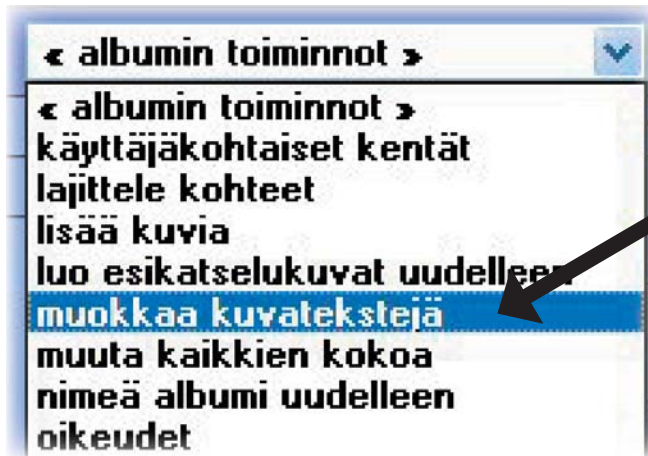 « albumin toiminnot »
« albumin toiminnot »
käyttäjäkohtaiset kentät
lajittele kohteet
lisää kuvia
luo esikatselukuvat uudelleen
muokkaa kuvatekstejä
muuta kaikkien kokoa
nimeä albumi uudelleen
oikeudet